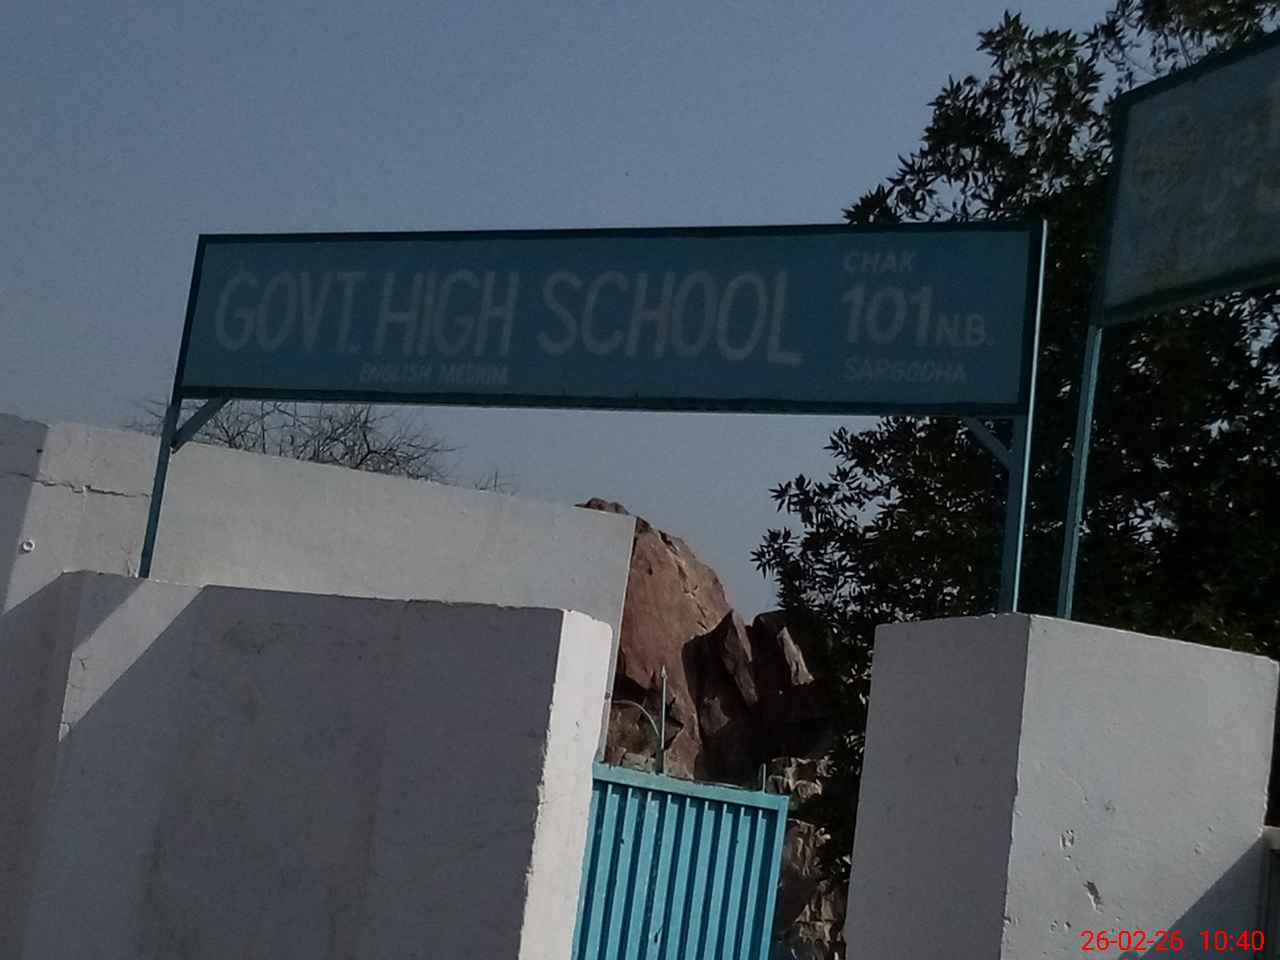 GOVT. HIGH SCHOOL
ENGLISH MEDIUM
CHAK
101 N.B.
SARGODHA
26-02-26 10:40